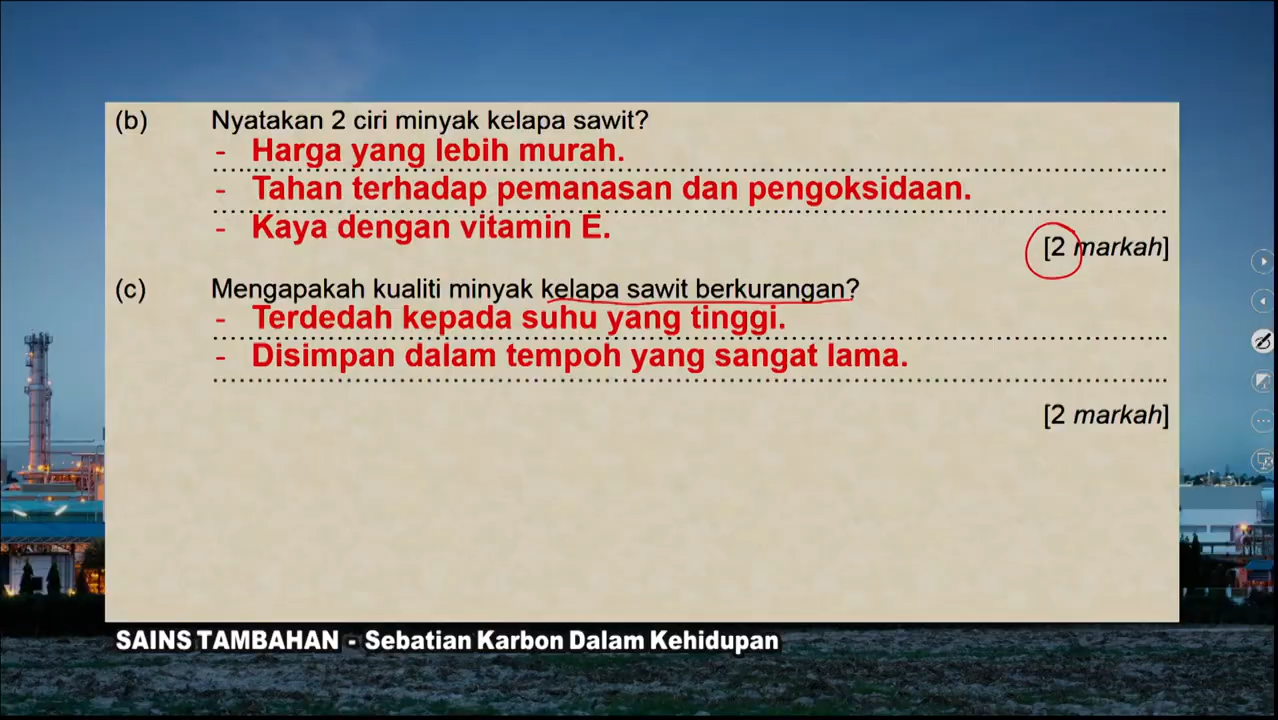 (b) Nyatakan 2 ciri minyak kelapa sawit?
- Harga yang lebih murah.
- Tahan terhadap pemanasan dan pengoksidaan.
- Kaya dengan vitamin E.
[2 markah]
(c) Mengapakah kualiti minyak kelapa sawit berkurangan?
- Terdedah kepada suhu yang tinggi.
- Disimpan dalam tempoh yang sangat lama.
[2 markah]
SAINS TAMBAHAN - Sebatian Karbon Dalam Kehidupan